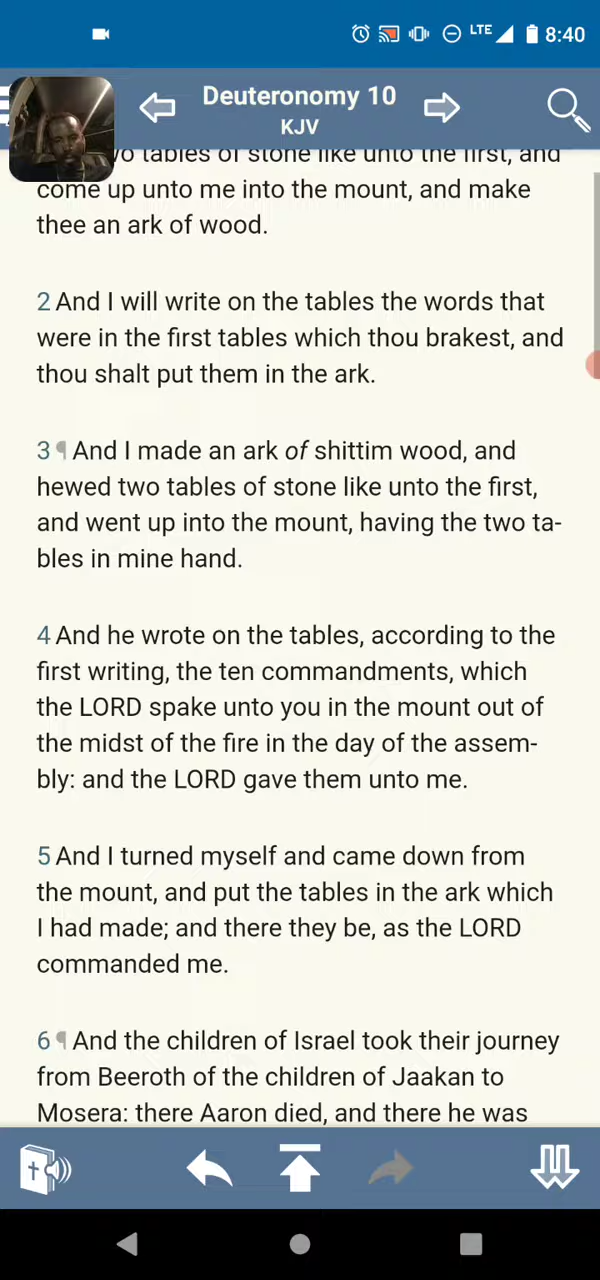 LTE 8:40
Deuteronomy 10
KJV
tables of stone like unto the first, and
come up unto me into the mount, and make
thee an ark of wood.
2 And I will write on the tables the words that
were in the first tables which thou brakest, and
thou shalt put them in the ark.
3 ¶ And I made an ark of shittim wood, and
hewed two tables of stone like unto the first,
and went up into the mount, having the two ta-
bles in mine hand.
4 And he wrote on the tables, according to the
first writing, the ten commandments, which
the LORD spake unto you in the mount out of
the midst of the fire in the day of the assem-
bly: and the LORD gave them unto me.
5 And I turned myself and came down from
the mount, and put the tables in the ark which
I had made; and there they be, as the LORD
commanded me.
6 ¶ And the children of Israel took their journey
from Beeroth of the children of Jaakan to
Mosera: there Aaron died, and there he was